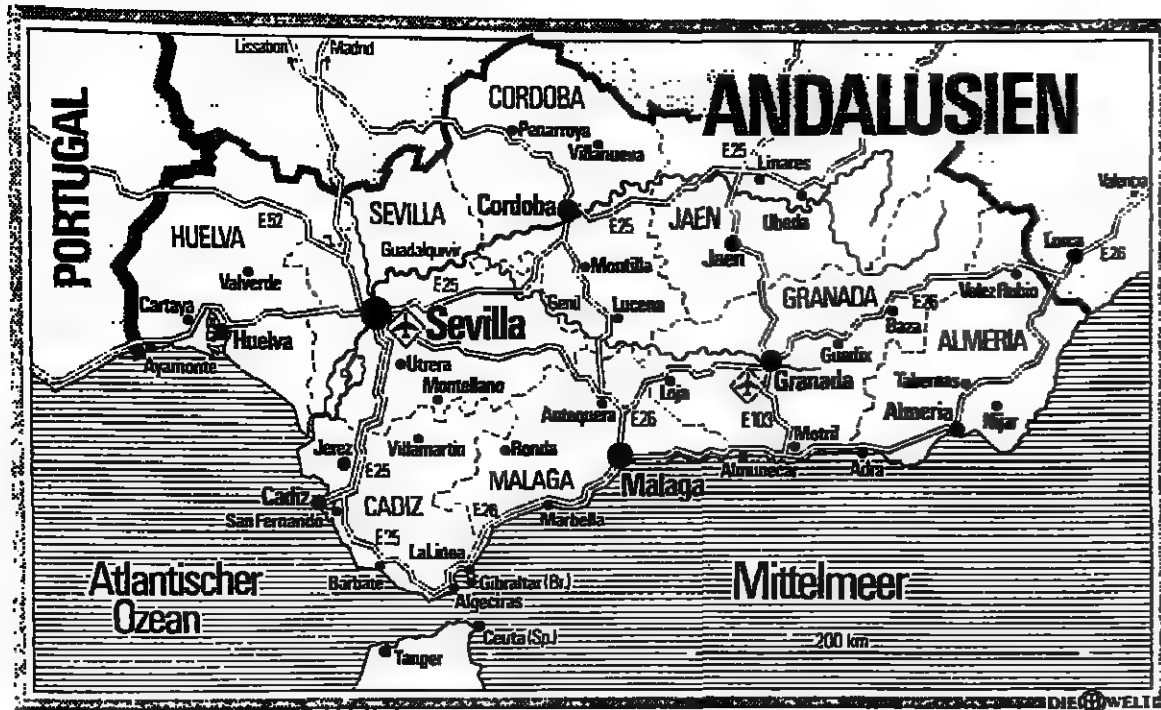 Lissabon
Madrid
CORDOBA
ANDALUSIEN
PORTUGAL
Penarroya
Villanueva
E25
Linares
Valencia
E52
SEVILLA
Cordoba
JAEN
Ubeda
HUELVA
Guadalquivir
E25
Jaen
Lorca
E26
Valverde
E25
Montilla
GRANADA
Velez Rubio
Cartaya
Genil
Lucena
E26
Baza
Sevilla
Huelva
Guadix
ALMERIA
Ayamonte
Utrera
Granada
Montellano
Loja
Tabernas
Antequera
E26
E103
Almeria
Nijar
Jerez
Villamartin
Ronda
Motril
E25
MALAGA
Malaga
Almunecar
Adra
Cadiz
CADIZ
San Fernando
E26
Marbella
E25
LaLinea
Atlantischer
Ozean
Barbate
Gibraltar (Br.)
Algeciras
Mittelmeer
Ceuta (Sp.)
Tanger
200 km
DIE WELT